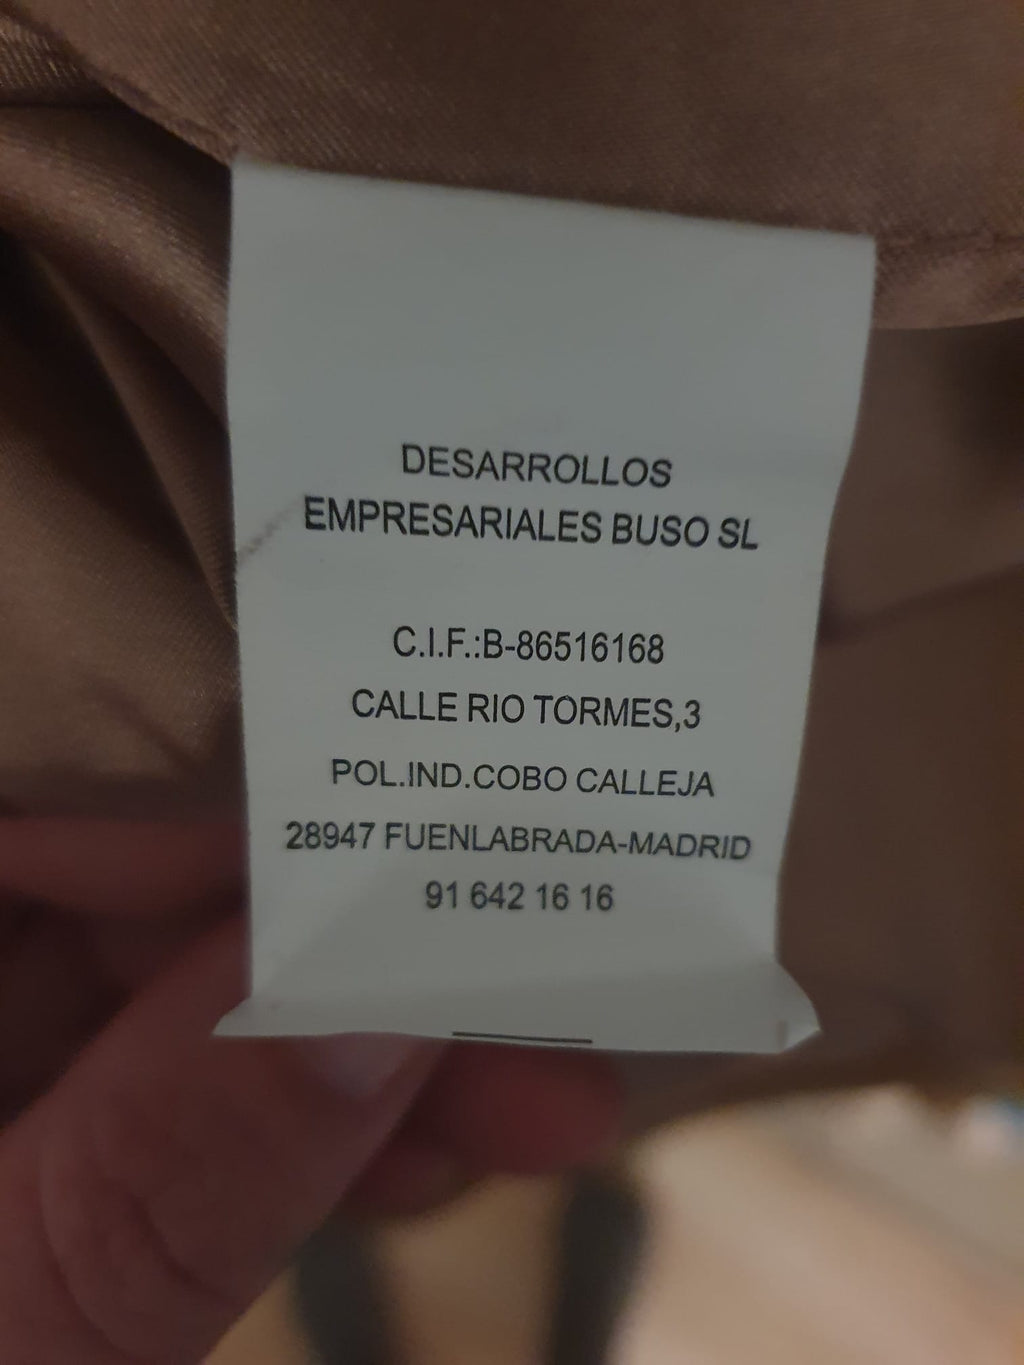 DESARROLLOS
EMPRESARIALES BUSO SL
C.I.F.:B-86516168
CALLE RIO TORMES,3
POL.IND.COBO CALLEJA
28947 FUENLABRADA-MADRID
91 642 16 16